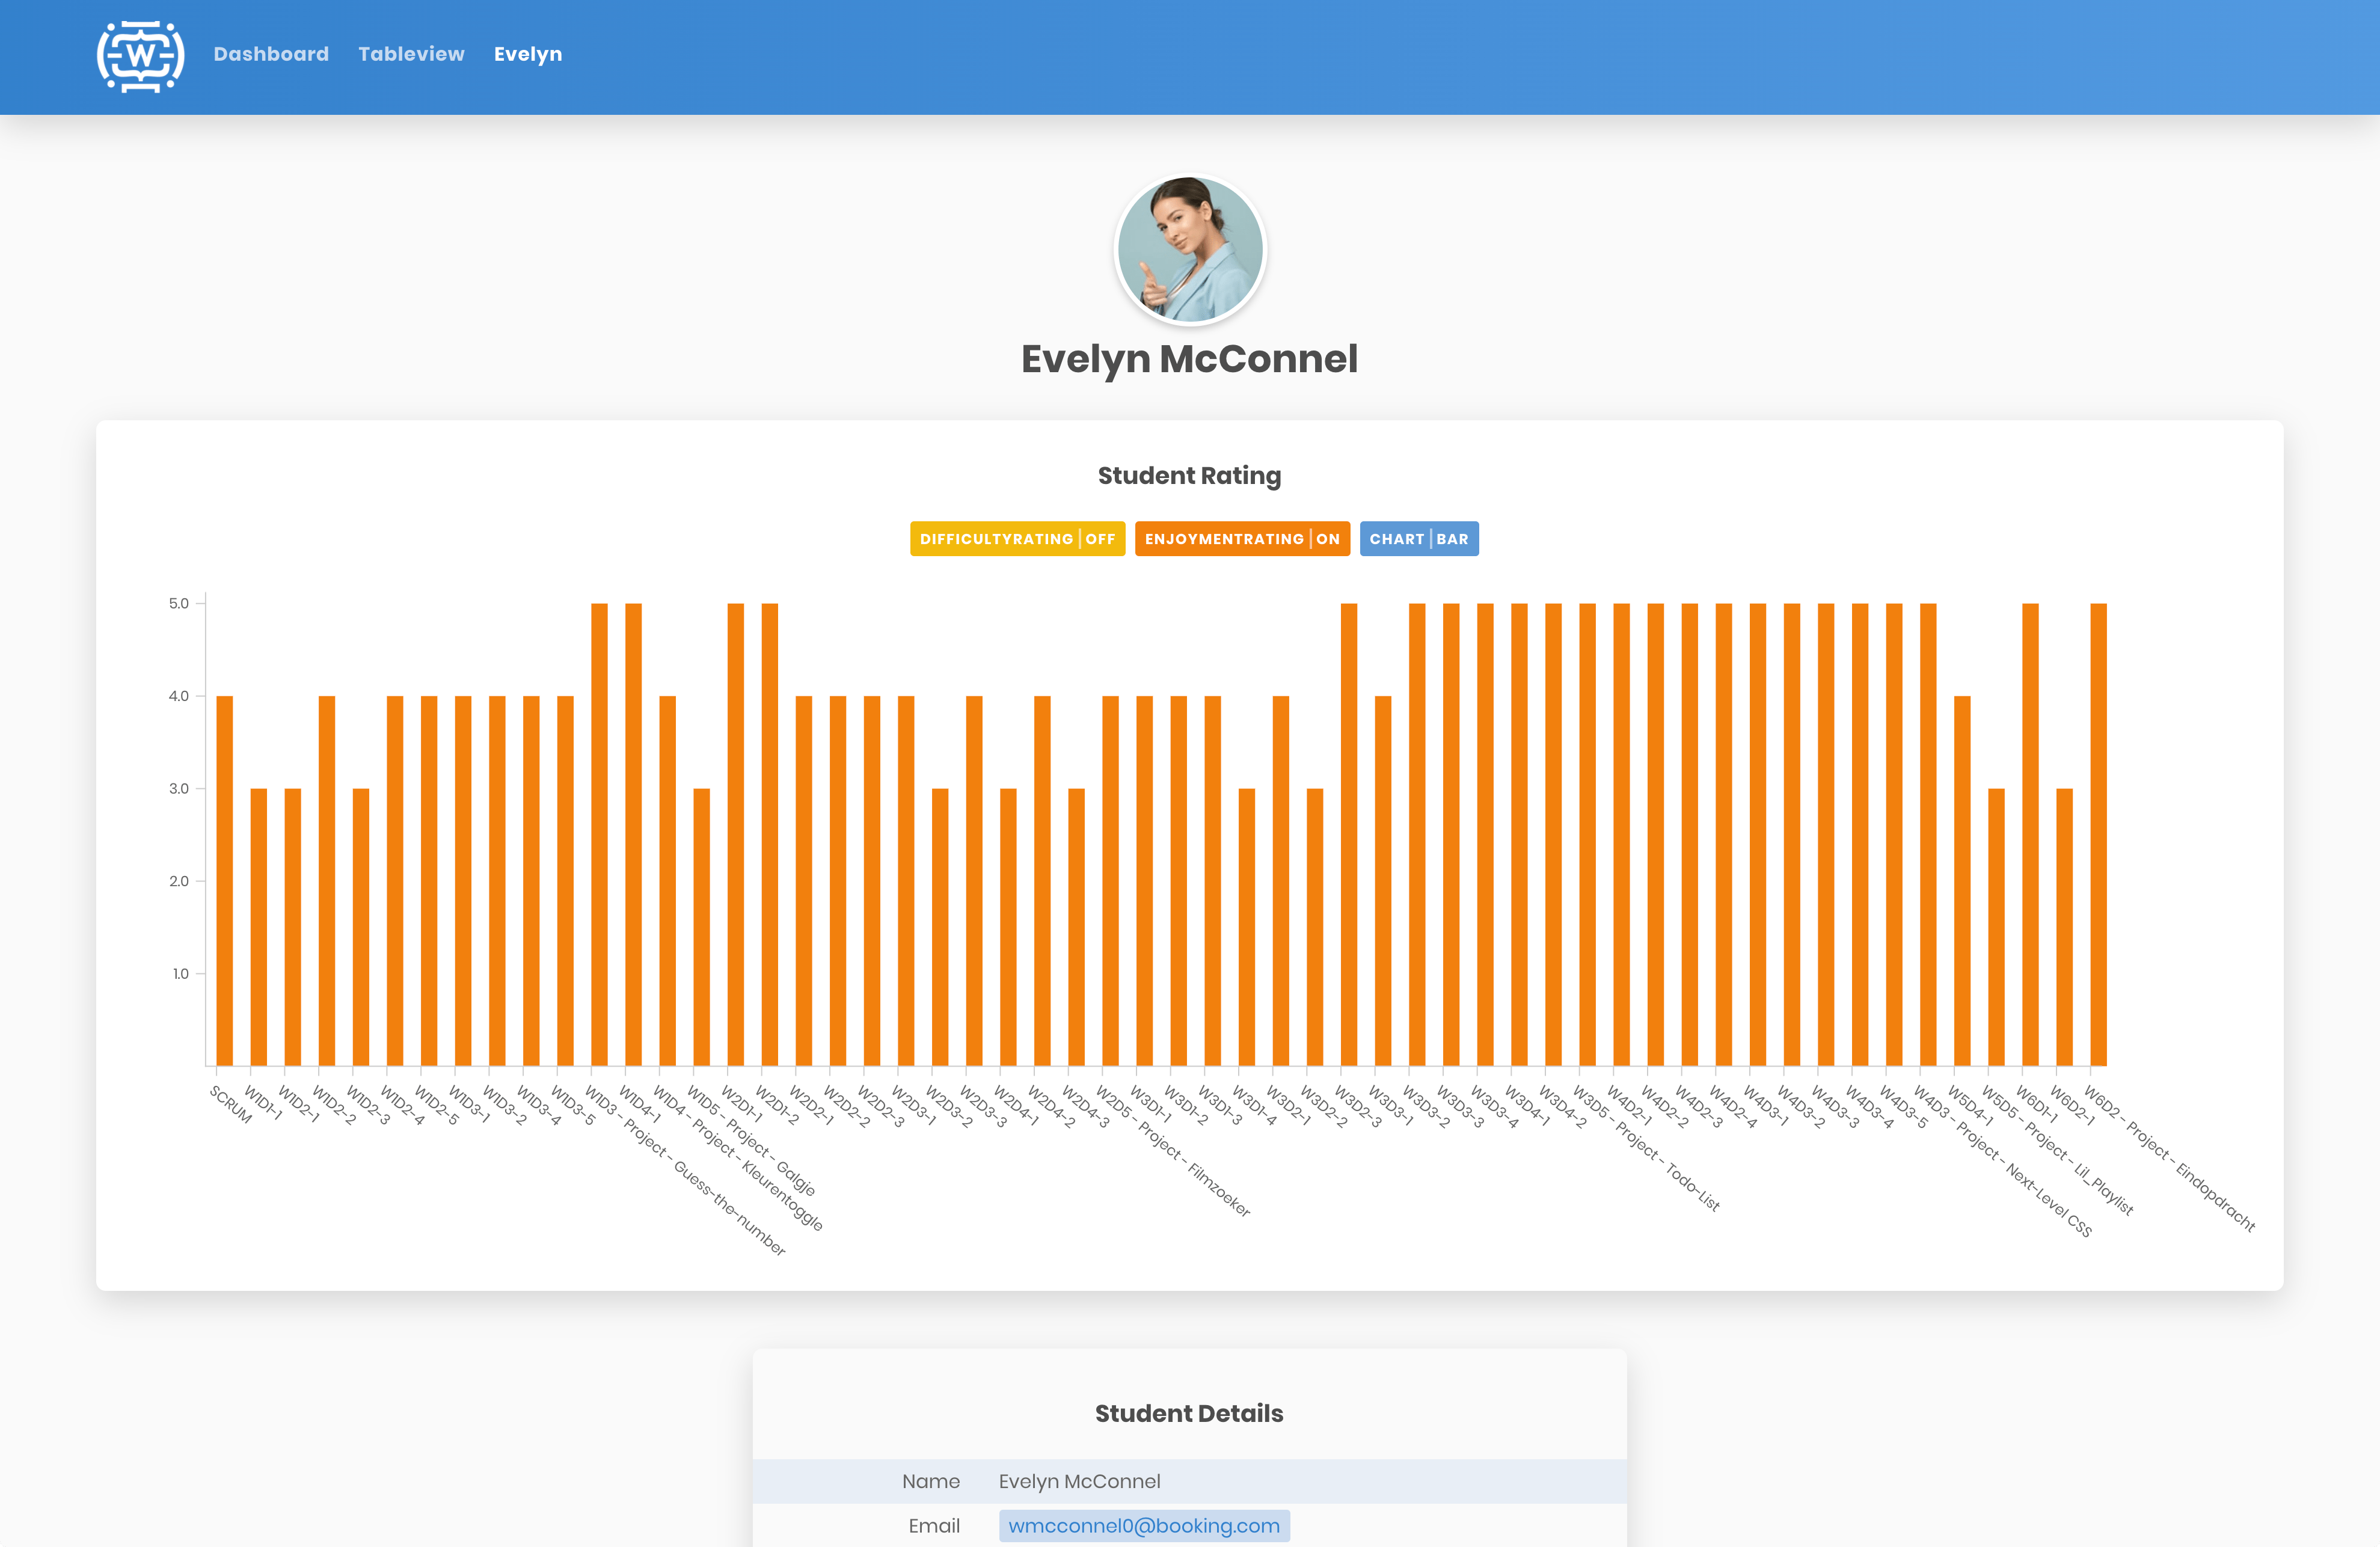 W
Dashboard Tableview Evelyn
Evelyn McConnel
Student Rating
DIFFICULTYRATING | OFF ENJOYMENTRATING | ON CHART | BAR
5.0
4.0
3.0
2.0
1.0
SCRUM
W1D1-1
W1D2-1
W1D2-2
W1D2-3
W1D2-4
W1D2-5
W1D3-1
W1D3-2
W1D3-4
W1D3-5
W1D3 - Project - Guess-the-number
W1D4-1
W1D4 - Project - Kleurentoggle
W1D5 - Project - Galgje
W2D1-1
W2D1-2
W2D2-1
W2D2-2
W2D2-3
W2D3-1
W2D3-2
W2D3-3
W2D4-1
W2D4-2
W2D4-3
W2D5 - Project - Filmzoeker
W3D1-1
W3D1-2
W3D1-3
W3D1-4
W3D2-1
W3D2-2
W3D2-3
W3D3-1
W3D3-2
W3D3-3
W3D3-4
W3D4-1
W3D4-2
W3D5 - Project - Todo-List
W4D2-1
W4D2-2
W4D2-3
W4D2-4
W4D3-1
W4D3-2
W4D3-3
W4D3-4
W4D3-5
W4D3 - Project - Next-Level CSS
W5D4-1
W5D5 - Project - Lil_Playlist
W6D1-1
W6D2-1
W6D2 - Project - Eindopdracht
Student Details
Name Evelyn McConnel
Email wmcconnel0@booking.com